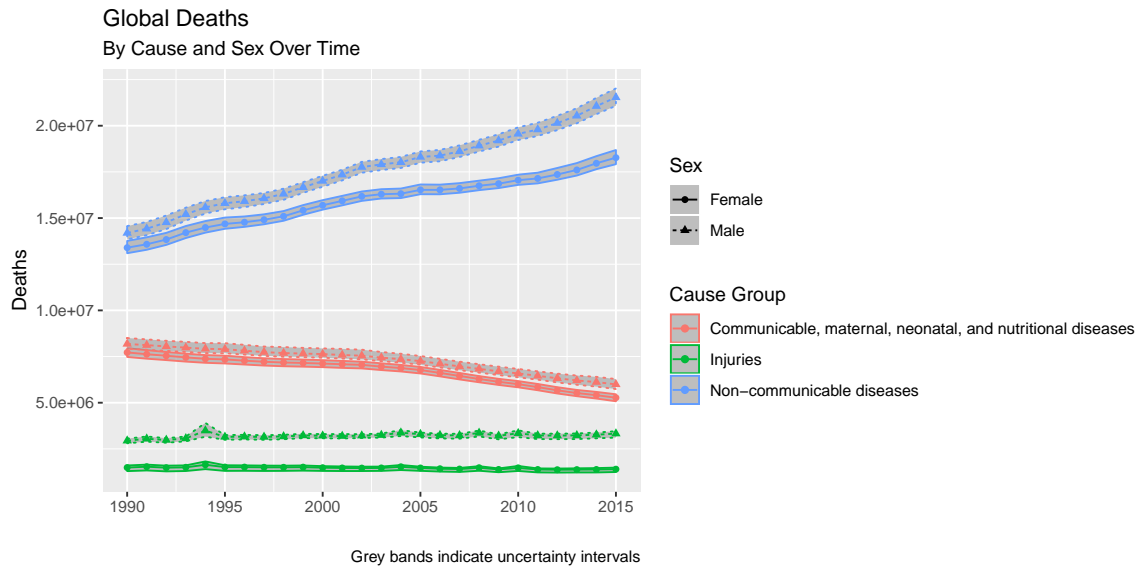 Global Deaths
By Cause and Sex Over Time
Deaths
2.0e+07
1.5e+07
1.0e+07
5.0e+06
1990
1995
2000
2005
2010
2015
Grey bands indicate uncertainty intervals
Sex
Female
Male
Cause Group
Communicable, maternal, neonatal, and nutritional diseases
Injuries
Non−communicable diseases